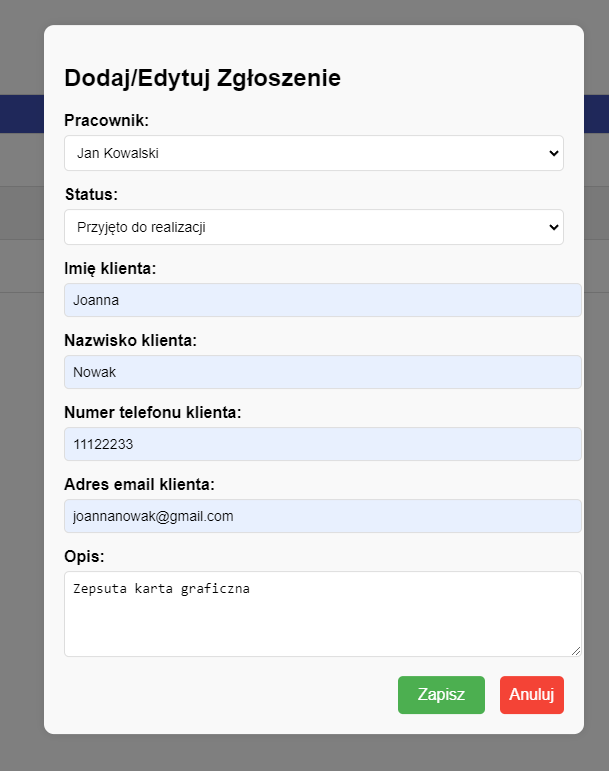 Dodaj/Edytuj Zgłoszenie
Pracownik:
Jan Kowalski
Status:
Przyjęto do realizacji
Imię klienta:
Joanna
Nazwisko klienta:
Nowak
Numer telefonu klienta:
11122233
Adres email klienta:
joannanowak@gmail.com
Opis:
Zepsuta karta graficzna
Zapisz Anuluj